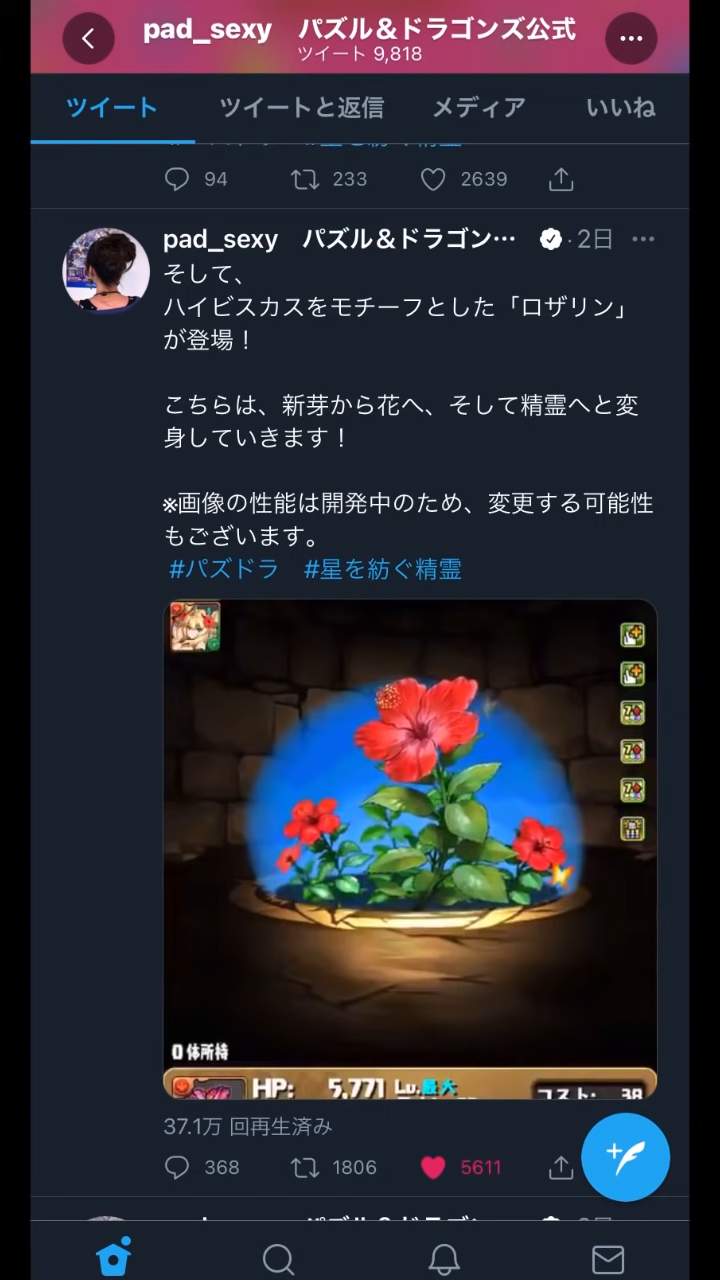 pad_sexy パズル＆ドラゴンズ公式
ツイート 9,818
ツイート ツイートと返信 メディア いいね
94 233 2639
pad_sexy パズル＆ドラゴン… · 2日
そして、
ハイビスカスをモチーフとした「ロザリン」
が登場！
こちらは、新芽から花へ、そして精霊へと変
身していきます！
※画像の性能は開発中のため、変更する可能性
もございます。
#パズドラ #星を紡ぐ精霊
0体所持
HP: 5,771 Lv.最大
コスト: 38
37.1万 回再生済み
368 1806 5611